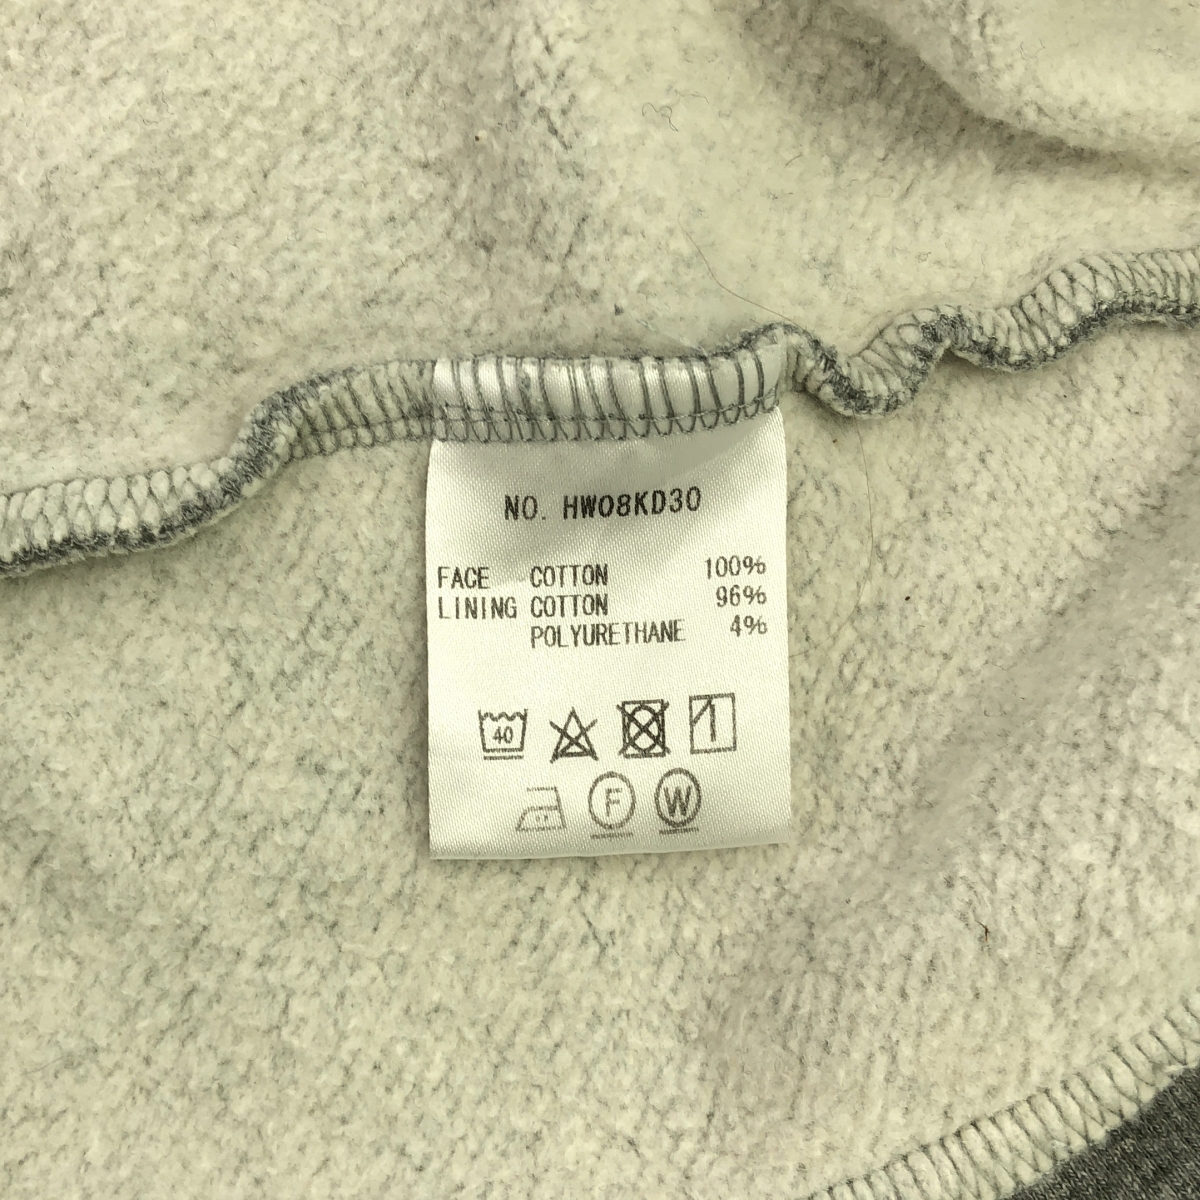 NO. HW08KD30
FACE COTTON 100%
LINING COTTON 96%
POLYURETHANE 4%
40
F W